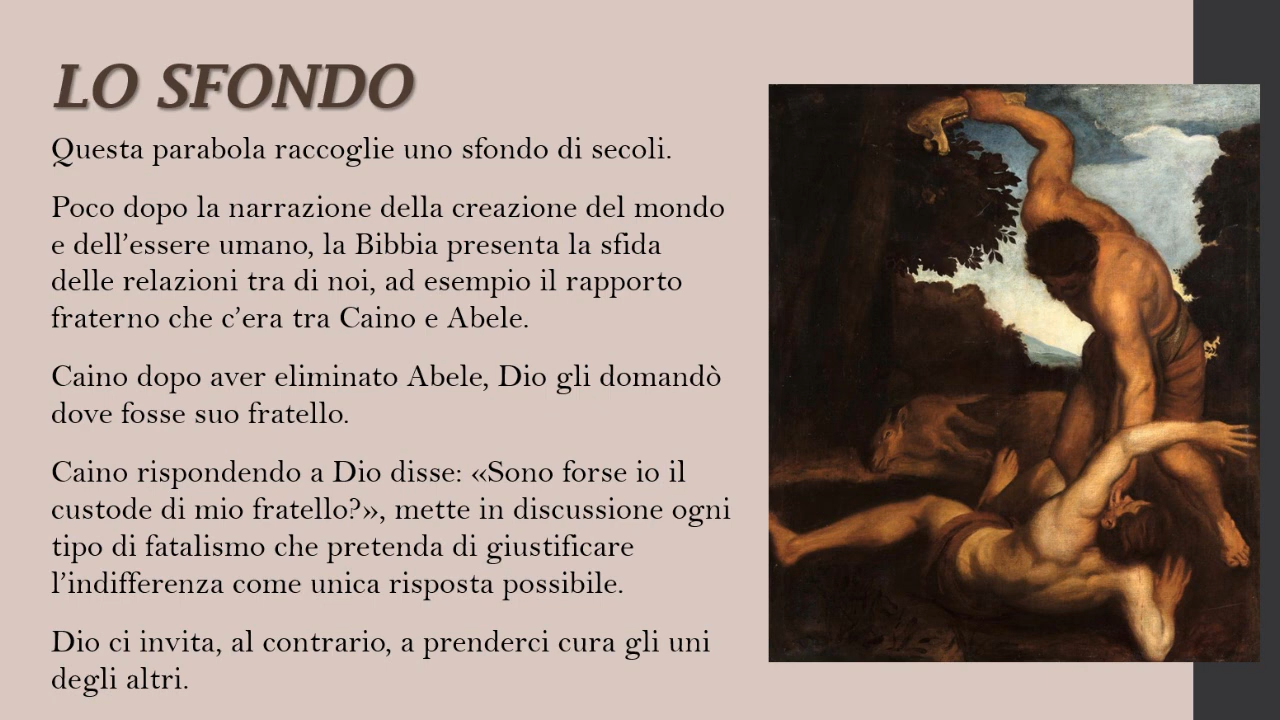 LO SFONDO
Questa parabola raccoglie uno sfondo di secoli.
Poco dopo la narrazione della creazione del mondo
e dell’essere umano, la Bibbia presenta la sfida
delle relazioni tra di noi, ad esempio il rapporto
fraterno che c’era tra Caino e Abele.
Caino dopo aver eliminato Abele, Dio gli domandò
dove fosse suo fratello.
Caino rispondendo a Dio disse: «Sono forse io il
custode di mio fratello?», mette in discussione ogni
tipo di fatalismo che pretenda di giustificare
l’indifferenza come unica risposta possibile.
Dio ci invita, al contrario, a prenderci cura gli uni
degli altri.